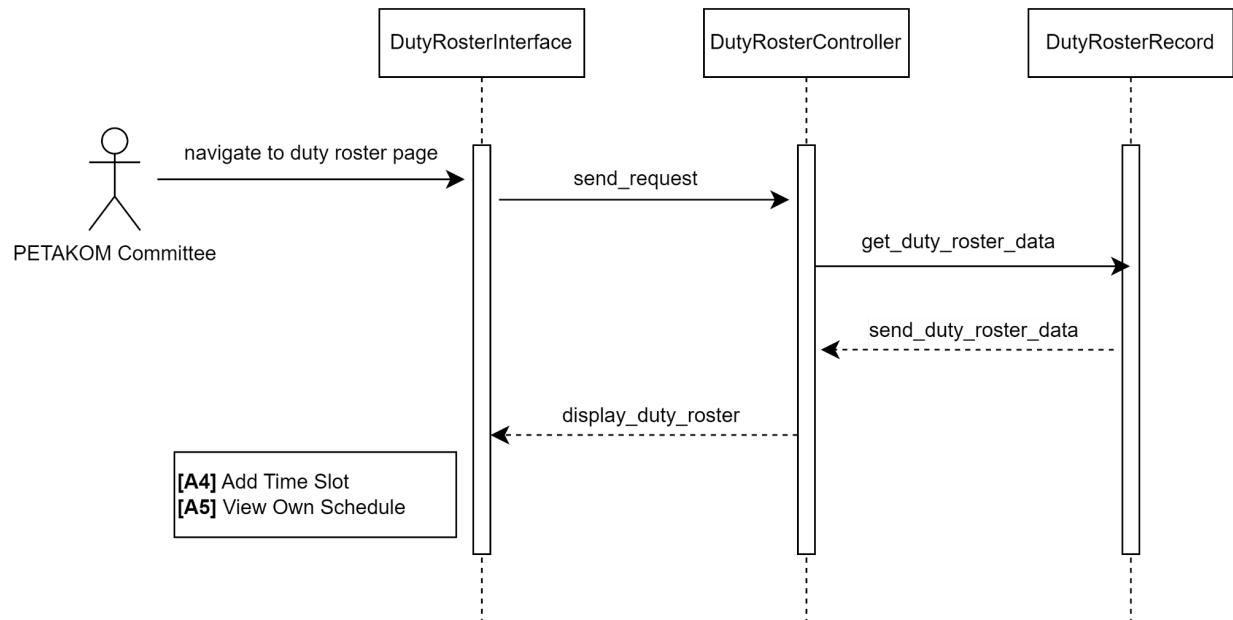 DutyRosterInterface
DutyRosterController
DutyRosterRecord
navigate to duty roster page
send_request
PETAKOM Committee
get_duty_roster_data
send_duty_roster_data
display_duty_roster
[A4] Add Time Slot
[A5] View Own Schedule